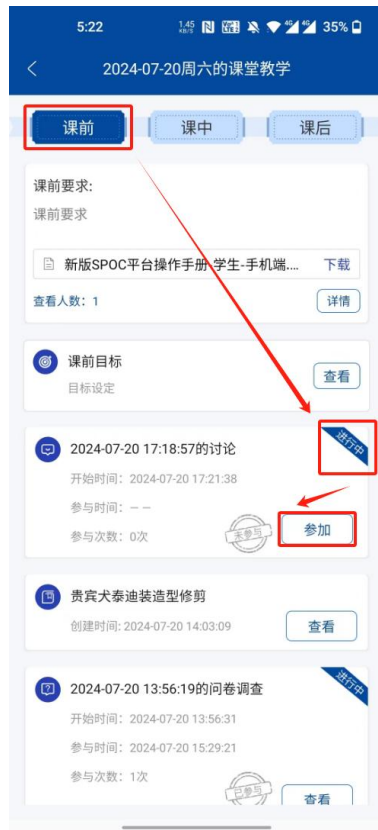 5:22
1.45 KB/S 4G 4G 35%
2024-07-20周六的课堂教学
课前
课中
课后
课前要求:
课前要求
新版SPOC平台操作手册-学生-手机端....
下载
查看人数：1
详情
课前目标
目标设定
查看
进行中
2024-07-20 17:18:57的讨论
开始时间：2024-07-20 17:21:38
参与时间：－－
参与次数：0次
未参与
参加
贵宾犬泰迪装造型修剪
创建时间: 2024-07-20 14:03:09
查看
进行中
2024-07-20 13:56:19的问卷调查
开始时间：2024-07-20 13:56:31
参与时间：2024-07-20 15:29:21
参与次数：1次
已参与
查看